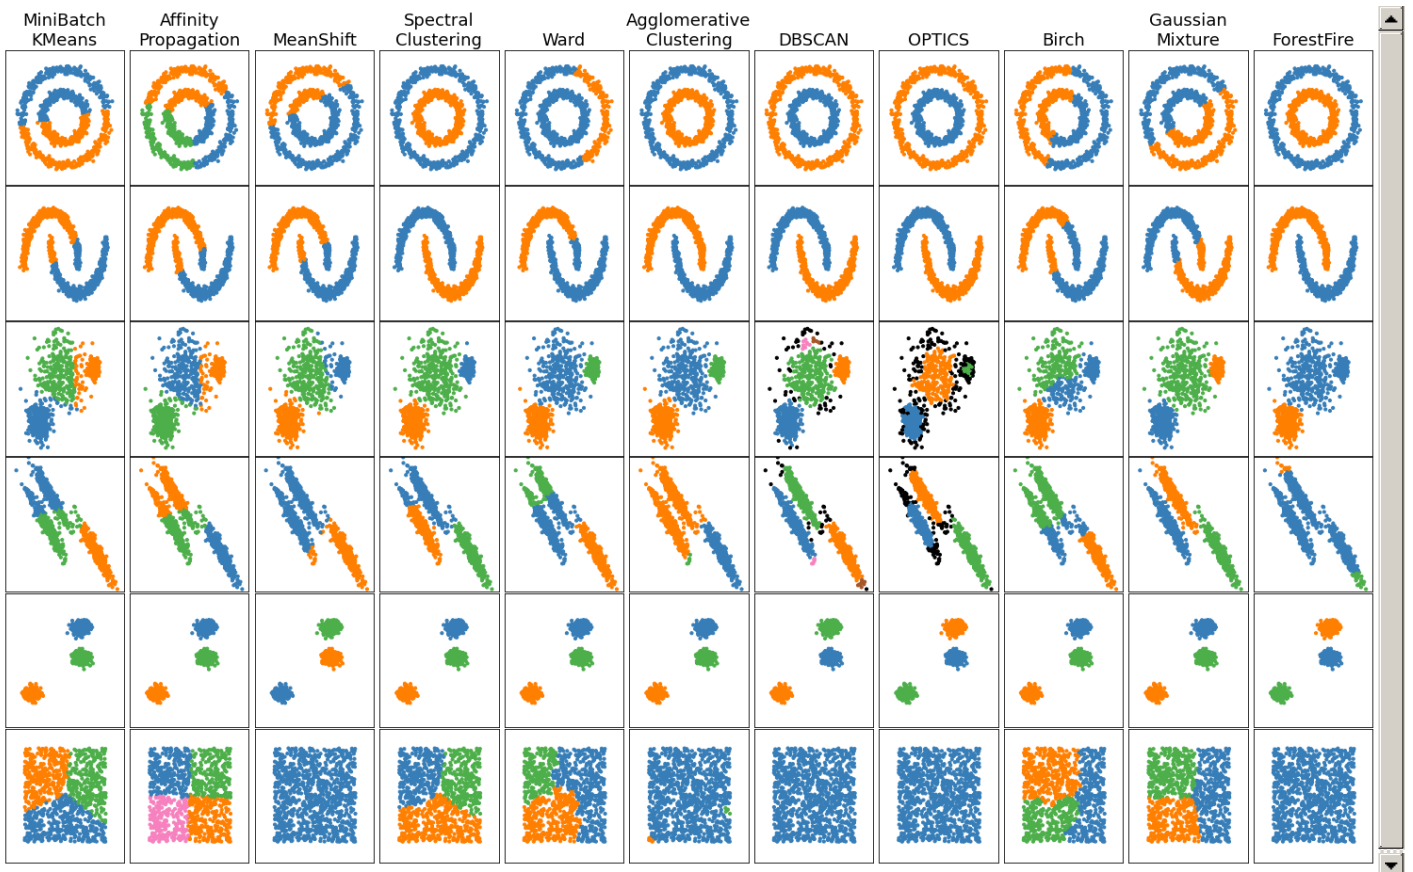 MiniBatch
KMeans
Affinity
Propagation
MeanShift
Spectral
Clustering
Ward
Agglomerative
Clustering
DBSCAN
OPTICS
Birch
Gaussian
Mixture
ForestFire